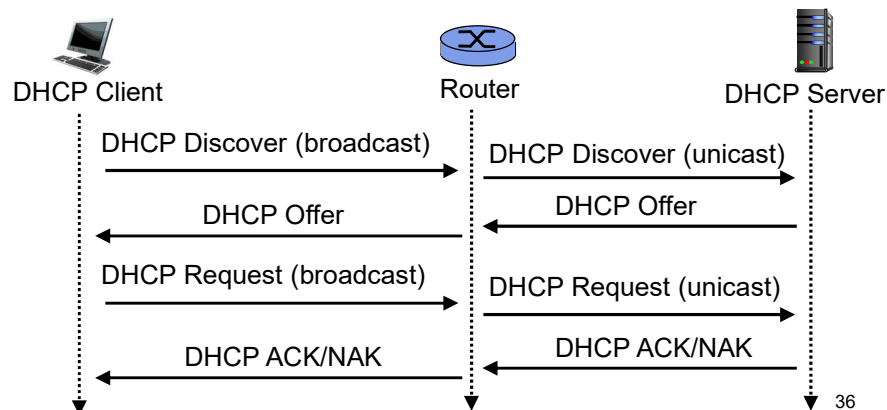 DHCP Client
Router
DHCP Server
DHCP Discover (broadcast)
DHCP Discover (unicast)
DHCP Offer
DHCP Offer
DHCP Request (broadcast)
DHCP Request (unicast)
DHCP ACK/NAK
DHCP ACK/NAK
36